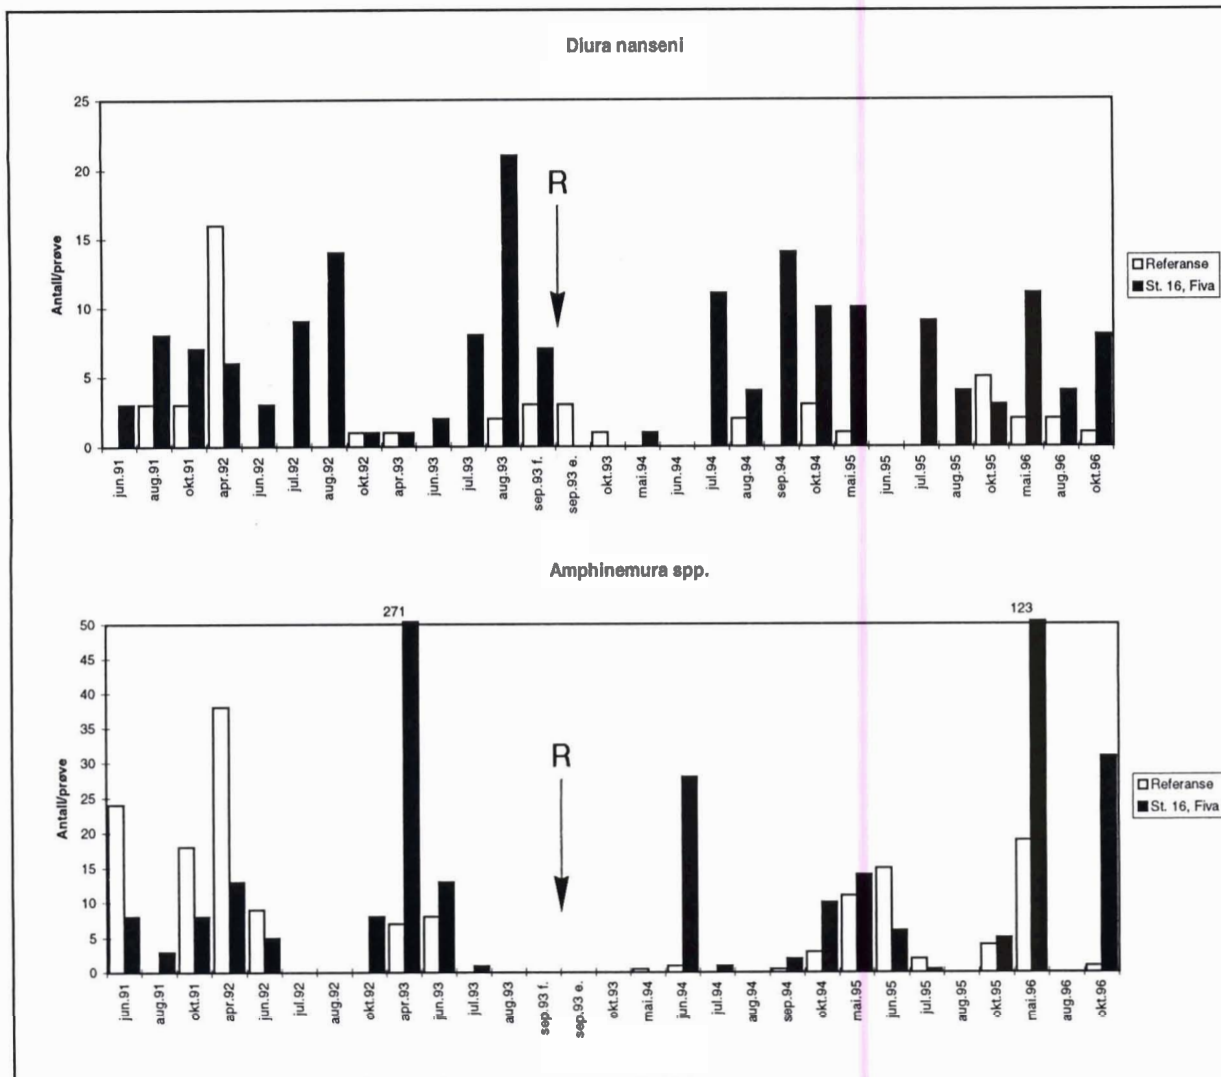 Diura nanseni
25
20
15
10
5
0
Antall/prøve
R
Referanse
St. 16, Fiva
jun.91
aug.91
okt.91
apr.92
jun.92
jul.92
aug.92
okt.92
apr.93
jun.93
jul.93
aug.93
sep.93 f.
sep.93 e.
okt.93
mai.94
jun.94
jul.94
aug.94
sep.94
okt.94
mai.95
jun.95
jul.95
aug.95
okt.95
mai.96
aug.96
okt.96
Amphinemura spp.
271
123
50
45
40
35
30
25
20
15
10
5
0
Antall/prøve
R
Referanse
St. 16, Fiva
jun.91
aug.91
okt.91
apr.92
jun.92
jul.92
aug.92
okt.92
apr.93
jun.93
jul.93
aug.93
sep.93 f.
sep.93 e.
okt.93
mai.94
jun.94
jul.94
aug.94
sep.94
okt.94
mai.95
jun.95
jul.95
aug.95
okt.95
mai.96
aug.96
okt.96